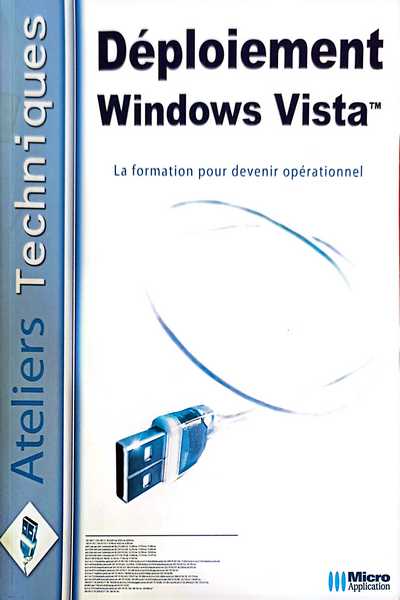 Déploiement
Windows Vista™
La formation pour devenir opérationnel
Ateliers Techniques
Micro
Application